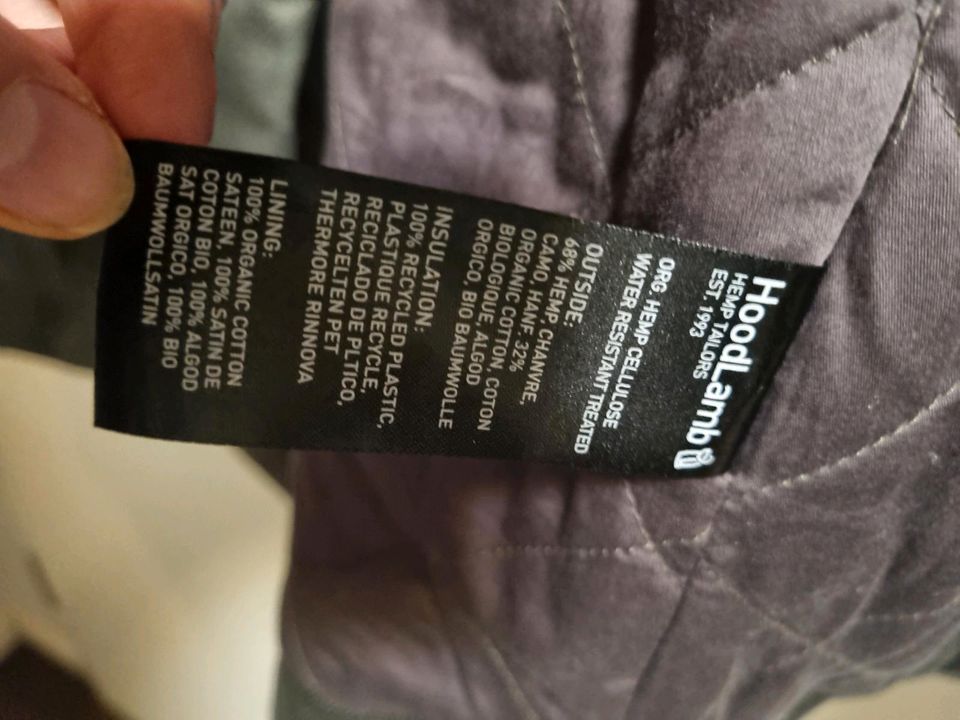 HoodLamb
HEMP TAILORS
EST. 1993
ORG. HEMP CELLULOSE
WATER RESISTANT TREATED
OUTSIDE:
68% HEMP, CHANVRE,
CAMO, HANF, 32%
ORGANIC COTTON, COTON
BIOLOGIQUE, ALGOD
ORGICO, BIO BAUMWOLLE
INSULATION:
100% RECYCLED PLASTIC,
PLASTIQUE RECYCLE,
RECICLADO DE PLTICO,
RECYCELTEN PET
THERMORE RINNOVA
LINING:
100% ORGANIC COTTON
SATEEN, 100% SATIN DE
COTON BIO, 100% ALGOD
SAT ORGICO, 100% BIO
BAUMWOLLSATIN